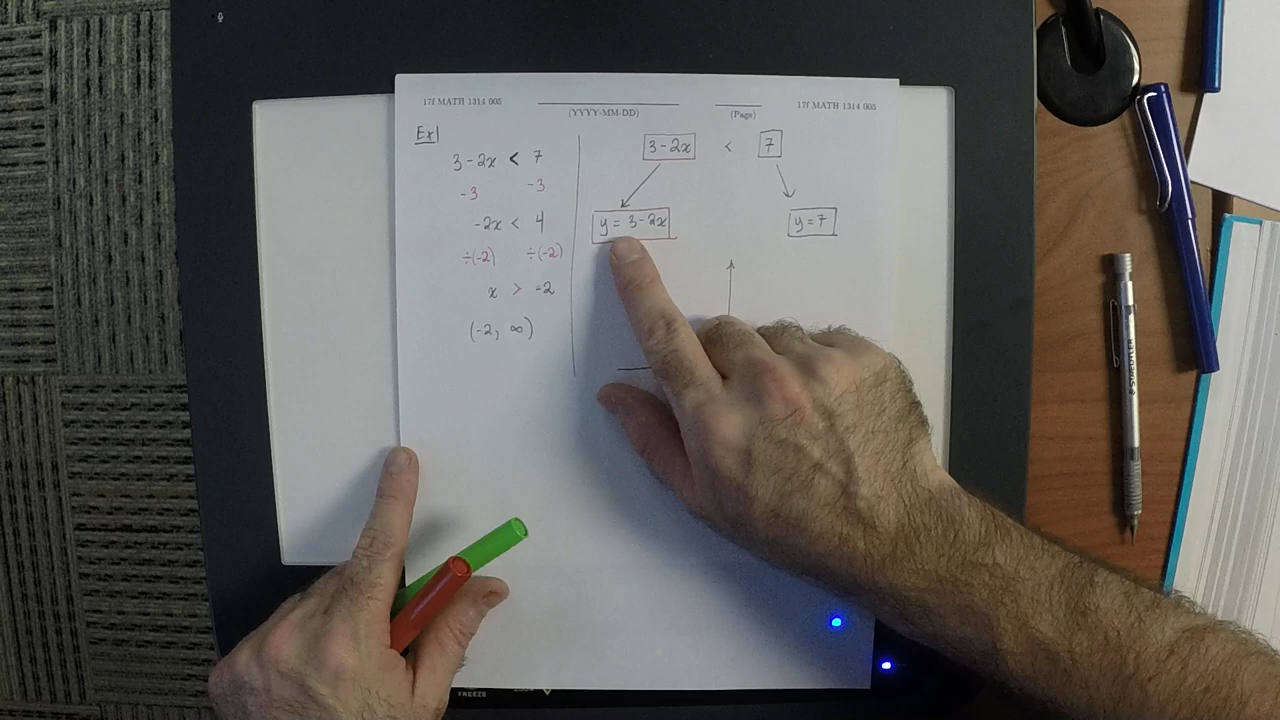 17f MATH 1314 005
(YYYY-MM-DD)
(Page)
17f MATH 1314 005
Ex1
3-2x < 7
-3 -3
-2x < 4
÷(-2) ÷(-2)
x > -2
(-2, ∞)
3-2x < 7
y = 3-2x
y = 7
STAEDTLER
FREEZE